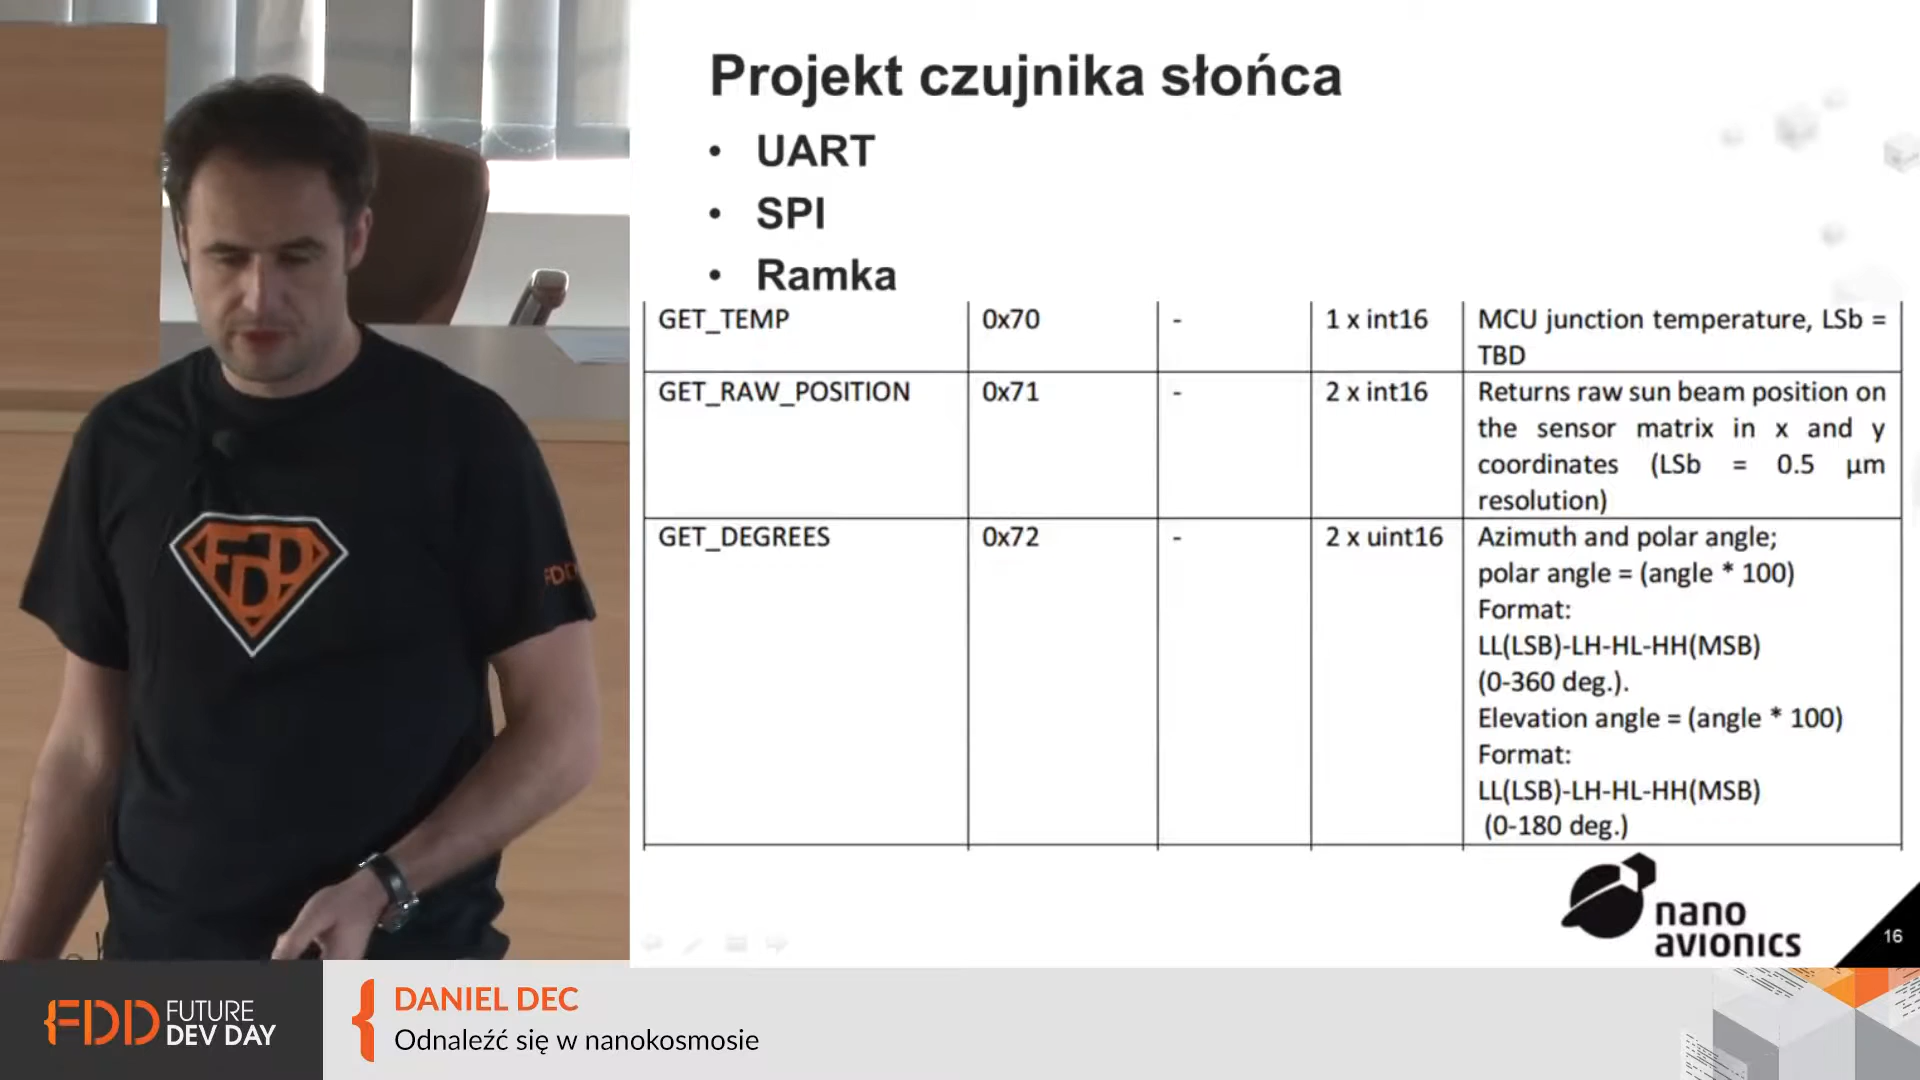 Projekt czujnika słońca
• UART
• SPI
• Ramka
GET_TEMP 0x70 - 1 x int16 MCU junction temperature, LSb =
TBD
GET_RAW_POSITION 0x71 - 2 x int16 Returns raw sun beam position on
the sensor matrix in x and y
coordinates (LSb = 0.5 µm
resolution)
GET_DEGREES 0x72 - 2 x uint16 Azimuth and polar angle;
polar angle = (angle * 100)
Format:
LL(LSB)-LH-HL-HH(MSB)
(0-360 deg.).
Elevation angle = (angle * 100)
Format:
LL(LSB)-LH-HL-HH(MSB)
(0-180 deg.)
nano
avionics
16
FDD
FDD FUTURE
DEV DAY
DANIEL DEC
Odnaleźć się w nanokosmosie